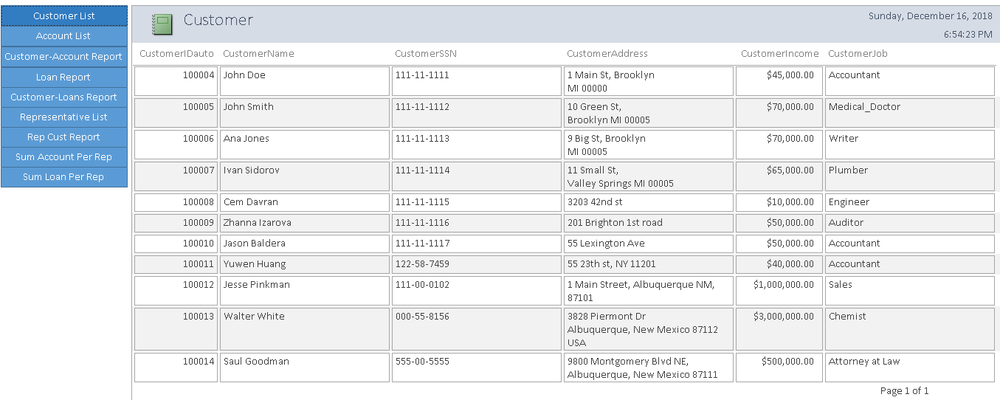 Customer List
Account List
Customer-Account Report
Loan Report
Customer-Loans Report
Representative List
Rep Cust Report
Sum Account Per Rep
Sum Loan Per Rep
Customer
Sunday, December 16, 2018
6:54:23 PM
CustomerIDauto CustomerName CustomerSSN CustomerAddress CustomerIncome CustomerJob
100004 John Doe 111-11-1111 1 Main St, Brooklyn $45,000.00 Accountant
MI 00000
100005 John Smith 111-11-1112 10 Green St, $70,000.00 Medical_Doctor
Brooklyn MI 00005
100006 Ana Jones 111-11-1113 9 Big St, Brooklyn $70,000.00 Writer
MI 00005
100007 Ivan Sidorov 111-11-1114 11 Small St, $65,000.00 Plumber
Valley Springs MI 00005
100008 Cem Davran 111-11-1115 3203 42nd st $10,000.00 Engineer
100009 Zhanna Izarova 111-11-1116 201 Brighton 1st road $50,000.00 Auditor
100010 Jason Baldera 111-11-1117 55 Lexington Ave $50,000.00 Accountant
100011 Yuwen Huang 122-58-7459 55 23th st, NY 11201 $40,000.00 Accountant
100012 Jesse Pinkman 111-00-0102 1 Main Street, Albuquerque NM, $1,000,000.00 Sales
87101
100013 Walter White 000-55-8156 3828 Piermont Dr $3,000,000.00 Chemist
Albuquerque, New Mexico 87112
USA
100014 Saul Goodman 555-00-5555 9800 Montgomery Blvd NE, $500,000.00 Attorney at Law
Albuquerque, New Mexico 87111
Page 1 of 1